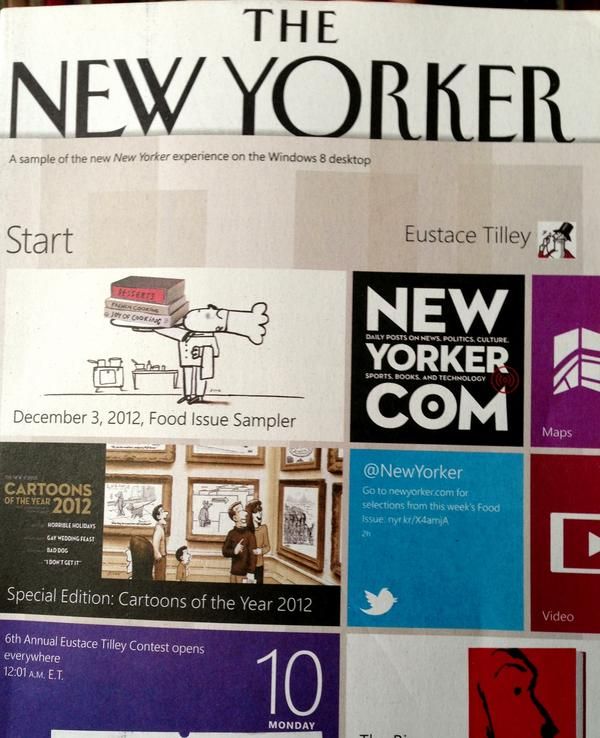 THE
NEW YORKER
A sample of the new New Yorker experience on the Windows 8 desktop
Start
Eustace Tilley
DESSERTS
FRENCH COOKING
JOY OF COOKING
December 3, 2012, Food Issue Sampler
NEW
DAILY POSTS ON NEWS, POLITICS, CULTURE,
YORKER
SPORTS, BOOKS, AND TECHNOLOGY
COM
Maps
THE NEW YORKER
CARTOONS
OF THE YEAR 2012
HORRIBLE HOLIDAYS
GAY WEDDING FEAST
BAD DOG
"I DON'T GET IT"
Special Edition: Cartoons of the Year 2012
@NewYorker
Go to newyorker.com for
selections from this week's Food
Issue: nyr.kr/X4amjA
2h
Video
6th Annual Eustace Tilley Contest opens
everywhere
12:01 A.M. E.T.
10
MONDAY